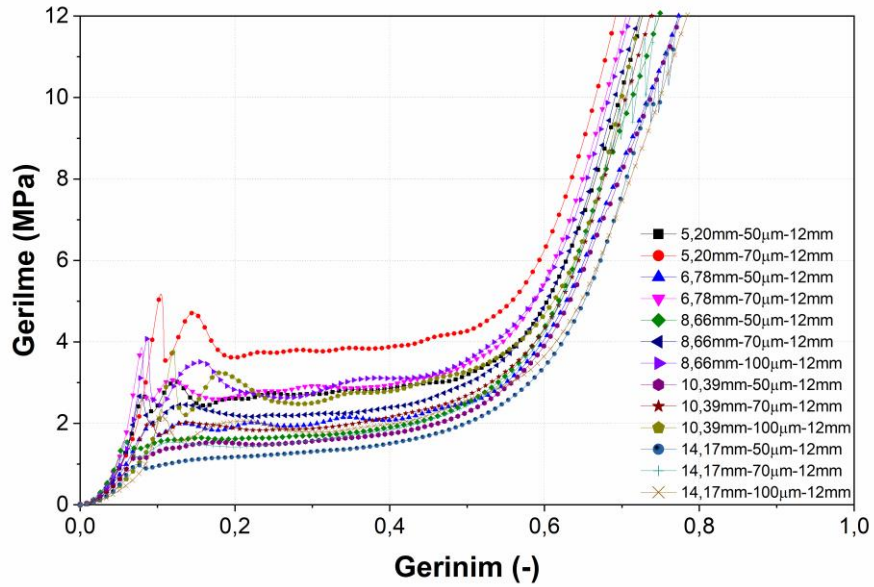 12
10
8
6
4
2
0
Gerilme (MPa)
0,0
0,2
0,4
0,6
0,8
1,0
Gerinim (-)
5,20mm-50μm-12mm
5,20mm-70μm-12mm
6,78mm-50μm-12mm
6,78mm-70μm-12mm
8,66mm-50μm-12mm
8,66mm-70μm-12mm
8,66mm-100μm-12mm
10,39mm-50μm-12mm
10,39mm-70μm-12mm
10,39mm-100μm-12mm
14,17mm-50μm-12mm
14,17mm-70μm-12mm
14,17mm-100μm-12mm